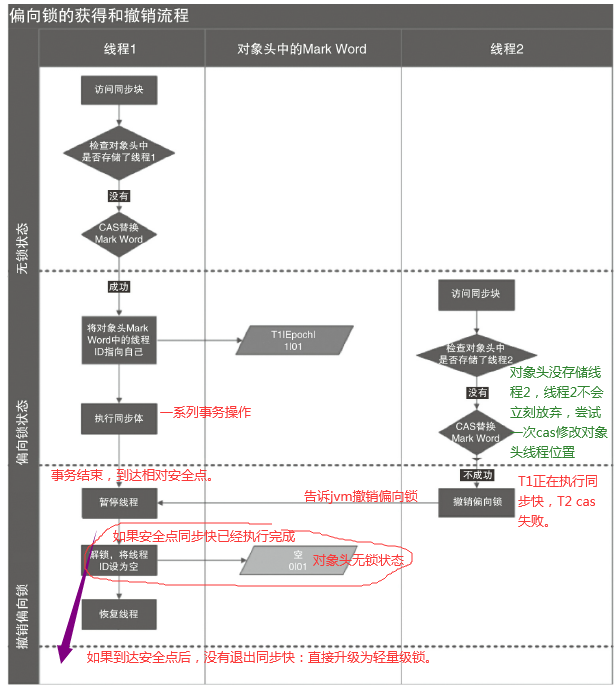 偏向锁的获得和撤销流程
线程1
对象头中的Mark Word
线程2
无锁状态
访问同步块
检查对象头中
是否存储了线程1
没有
CAS替换
Mark Word
偏向锁状态
成功
将对象头Mark
Word中的线程
ID指向自己
T1|Epoch|
1|01
执行同步体
一系列事务操作
访问同步块
检查对象头中
是否存储了线程2
没有
CAS替换
Mark Word
不成功
对象头没存储线
程2，线程2不会
立刻放弃，尝试
一次cas修改对象
头线程位置
撤销偏向锁
事务结束，到达相对安全点。
暂停线程
告诉jvm撤销偏向锁
撤销偏向锁
T1正在执行同
步快，T2 cas
失败。
如果安全点同步快已经执行完成
解锁，将线程
ID设为空
空
0|01
对象头无锁状态
恢复线程
如果到达安全点后，没有退出同步快：直接升级为轻量级锁。